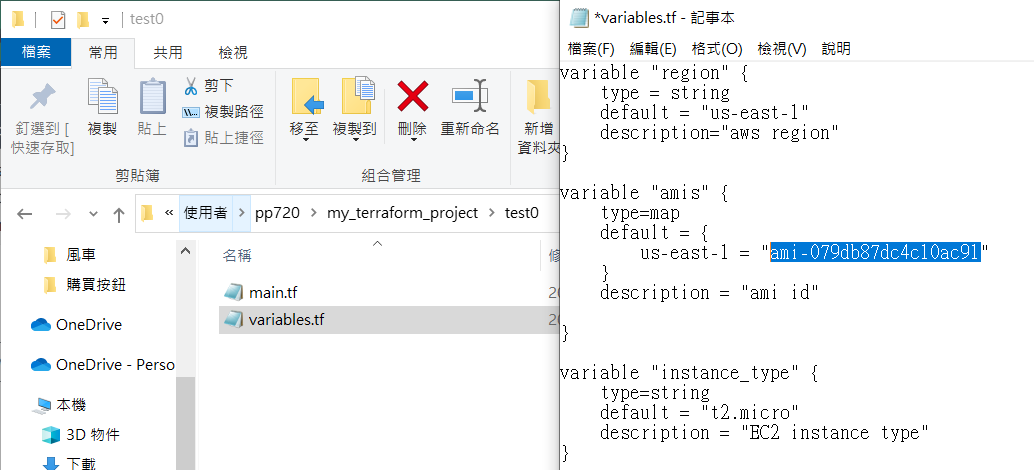 test0
檔案
常用
共用
檢視
釘選到 [
快速存取]
複製
貼上
剪下
複製路徑
貼上捷徑
剪貼簿
移至
複製到
刪除
重新命名
組合管理
新增
資料夾
« 使用者 > pp720 > my_terraform_project > test0
風車
購買按鈕
OneDrive
OneDrive - Perso
本機
3D 物件
下載
名稱
main.tf
variables.tf
*variables.tf - 記事本
檔案(F) 編輯(E) 格式(O) 檢視(V) 說明
variable "region" {
    type = string
    default = "us-east-1"
    description="aws region"
}
variable "amis" {
    type=map
    default = {
        us-east-1 = "ami-079db87dc4c10ac91"
    }
    description = "ami id"
}
variable "instance_type" {
    type=string
    default = "t2.micro"
    description = "EC2 instance type"
}